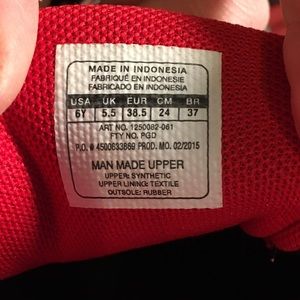 MADE IN INDONESIA
FABRIQUÉ EN INDONESIE
FABRICADO EN INDONESIA
USA UK EUR CM BR
6Y 5.5 38.5 24 37
ART NO. 1250082-061
FTY NO. PGD
P.O. # 4500633869 PROD. MO. 02/2015
MAN MADE UPPER
UPPER: SYNTHETIC
UPPER LINING: TEXTILE
OUTSOLE: RUBBER